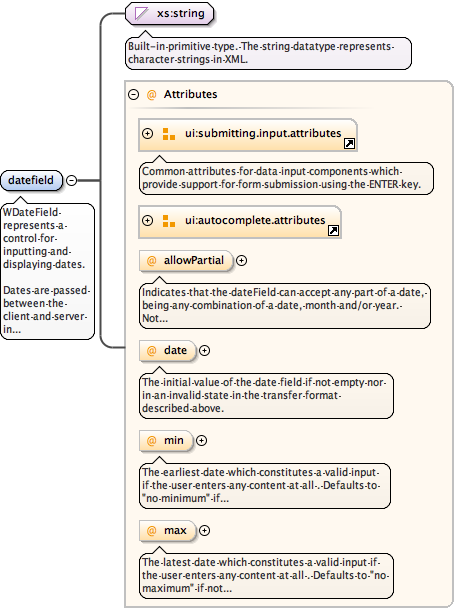 xs:string
Built-in primitive type. The string datatype represents
character strings in XML.
@ Attributes
ui:submitting.input.attributes
Common attributes for data input components which
provide support for form submission using the ENTER key.
datefield
WDateField
represents a
control for
inputting and
displaying dates.
Dates are passed
between the
client and server
in...
ui:autocomplete.attributes
@ allowPartial
Indicates that the dateField can accept any part of a date,
being any combination of a date, month and/or year.
Not...
@ date
The initial value of the date field if not empty nor
in an invalid state in the transfer format
described above.
@ min
The earliest date which constitutes a valid input
if the user enters any content at all . Defaults to
"no minimum" if...
@ max
The latest date which constitutes a valid input if
the user enters any content at all . Defaults to "no
maximum" if not...